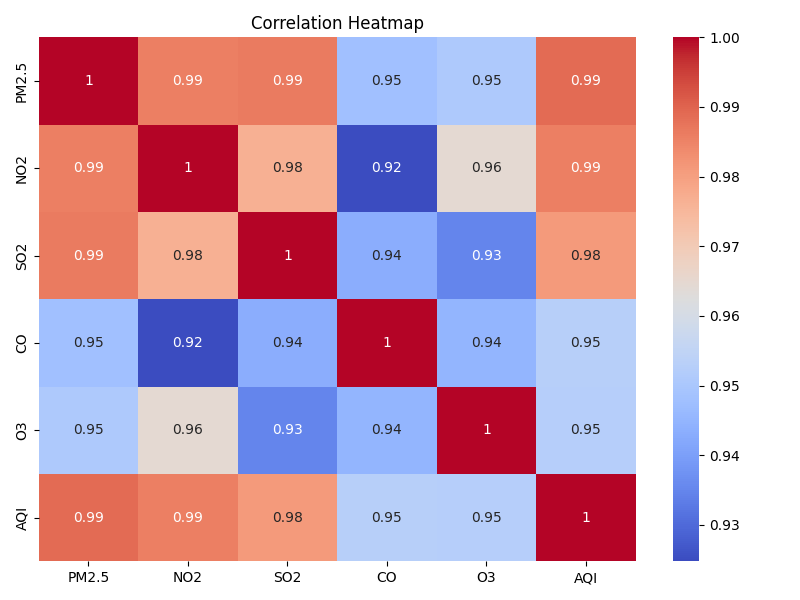 Correlation Heatmap
PM2.5 1 0.99 0.99 0.95 0.95 0.99
NO2 0.99 1 0.98 0.92 0.96 0.99
SO2 0.99 0.98 1 0.94 0.93 0.98
CO 0.95 0.92 0.94 1 0.94 0.95
O3 0.95 0.96 0.93 0.94 1 0.95
AQI 0.99 0.99 0.98 0.95 0.95 1
PM2.5 NO2 SO2 CO O3 AQI
1.00
0.99
0.98
0.97
0.96
0.95
0.94
0.93